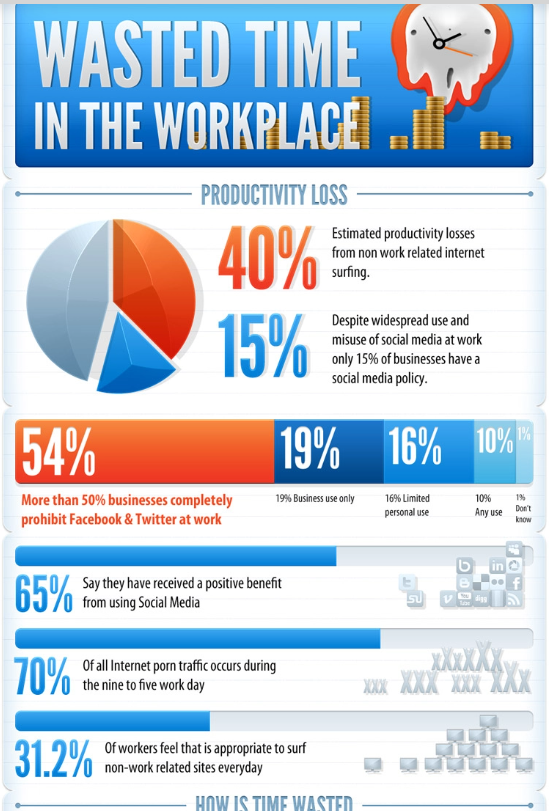 WASTED TIME
IN THE WORKPLACE
PRODUCTIVITY LOSS
40%
Estimated productivity losses
from non work related internet
surfing.
15%
Despite widespread use and
misuse of social media at work
only 15% of businesses have a
social media policy.
54%
19%
16%
10%
1%
More than 50% businesses completely
prohibit Facebook & Twitter at work
19% Business use only
16% Limited
personal use
10%
Any use
1%
Don't
know
65%
Say they have received a positive benefit
from using Social Media
70%
Of all Internet porn traffic occurs during
the nine to five work day
xxx XXX xxx XXX
xXxXxXXx
31.2%
Of workers feel that is appropriate to surf
non-work related sites everyday
HOW IS TIME WASTED